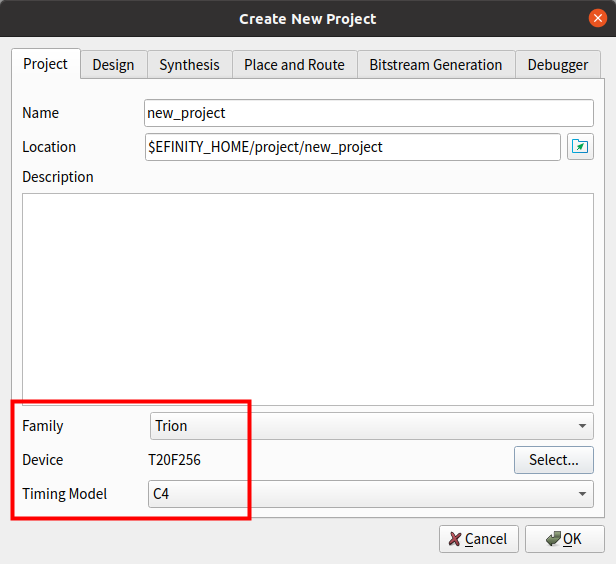 Create New Project
Project Design Synthesis Place and Route Bitstream Generation Debugger
Name new_project
Location $EFINITY_HOME/project/new_project
Description
Family Trion
Device T20F256 Select...
Timing Model C4
Cancel OK